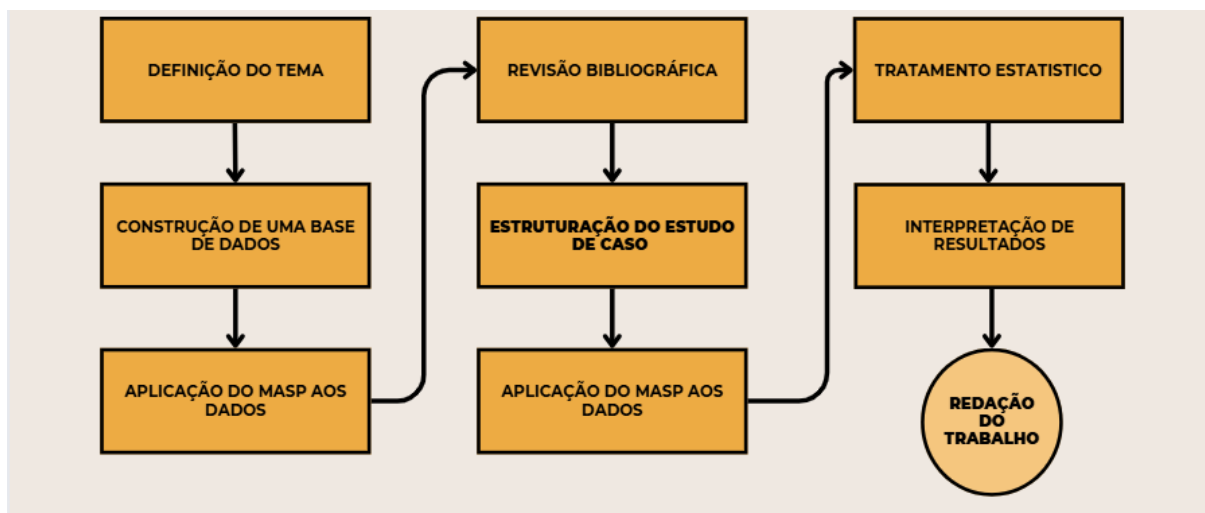 DEFINIÇÃO DO TEMA
CONSTRUÇÃO DE UMA BASE
DE DADOS
APLICAÇÃO DO MASP AOS
DADOS
REVISÃO BIBLIOGRÁFICA
ESTRUTURAÇÃO DO ESTUDO
DE CASO
APLICAÇÃO DO MASP AOS
DADOS
TRATAMENTO ESTATISTICO
INTERPRETAÇÃO DE
RESULTADOS
REDAÇÃO
DO
TRABALHO